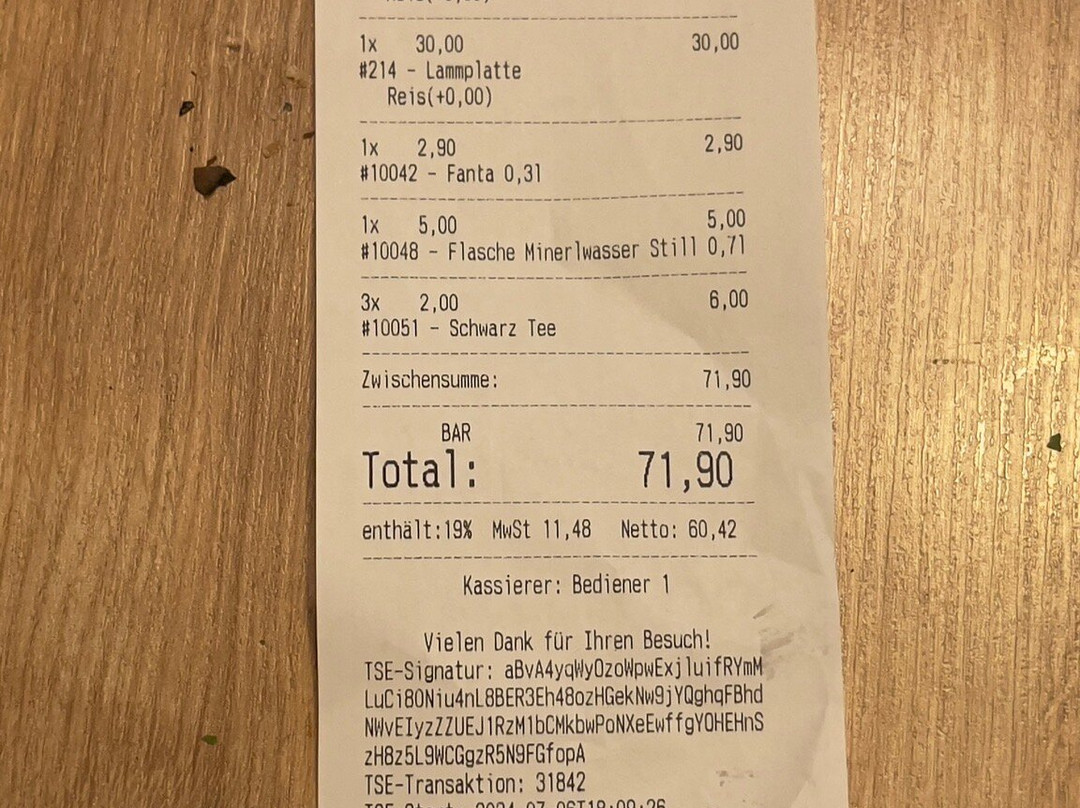 Reis(+0,00)
1x 30,00 30,00
#214 - Lammplatte
Reis(+0,00)
1x 2,90 2,90
#10042 - Fanta 0,3l
1x 5,00 5,00
#10048 - Flasche Minerlwasser Still 0,7l
3x 2,00 6,00
#10051 - Schwarz Tee
Zwischensumme: 71,90
BAR 71,90
Total: 71,90
enthält:19% MwSt 11,48 Netto: 60,42
Kassierer: Bediener 1
Vielen Dank für Ihren Besuch!
TSE-Signatur: aBvA4yqWyOzoWpwExjluifRYmM
LuCi8ONiu4nL8BER3Eh48ozHGekNw9jYQghqFBhd
NWvEIyzZZUEJ1RzM1bCMkbwPoNXeEwffgYOHEHnS
zH8z5L9WCGgzR5N9FGfopA
TSE-Transaktion: 31842